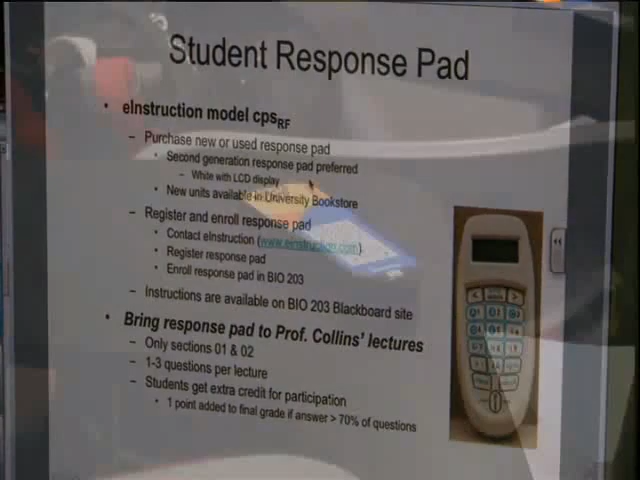 Student Response Pad
• eInstruction model cpsRF
– Purchase new or used response pad
• Second generation response pad preferred
– White with LCD display
• New units available in University Bookstore
– Register and enroll response pad
• Contact eInstruction (www.einstruction.com)
• Register response pad
• Enroll response pad in BIO 203
– Instructions are available on BIO 203 Blackboard site
• Bring response pad to Prof. Collins' lectures
– Only sections 01 & 02
– 1-3 questions per lecture
– Students get extra credit for participation
• 1 point added to final grade if answer > 70% of questions